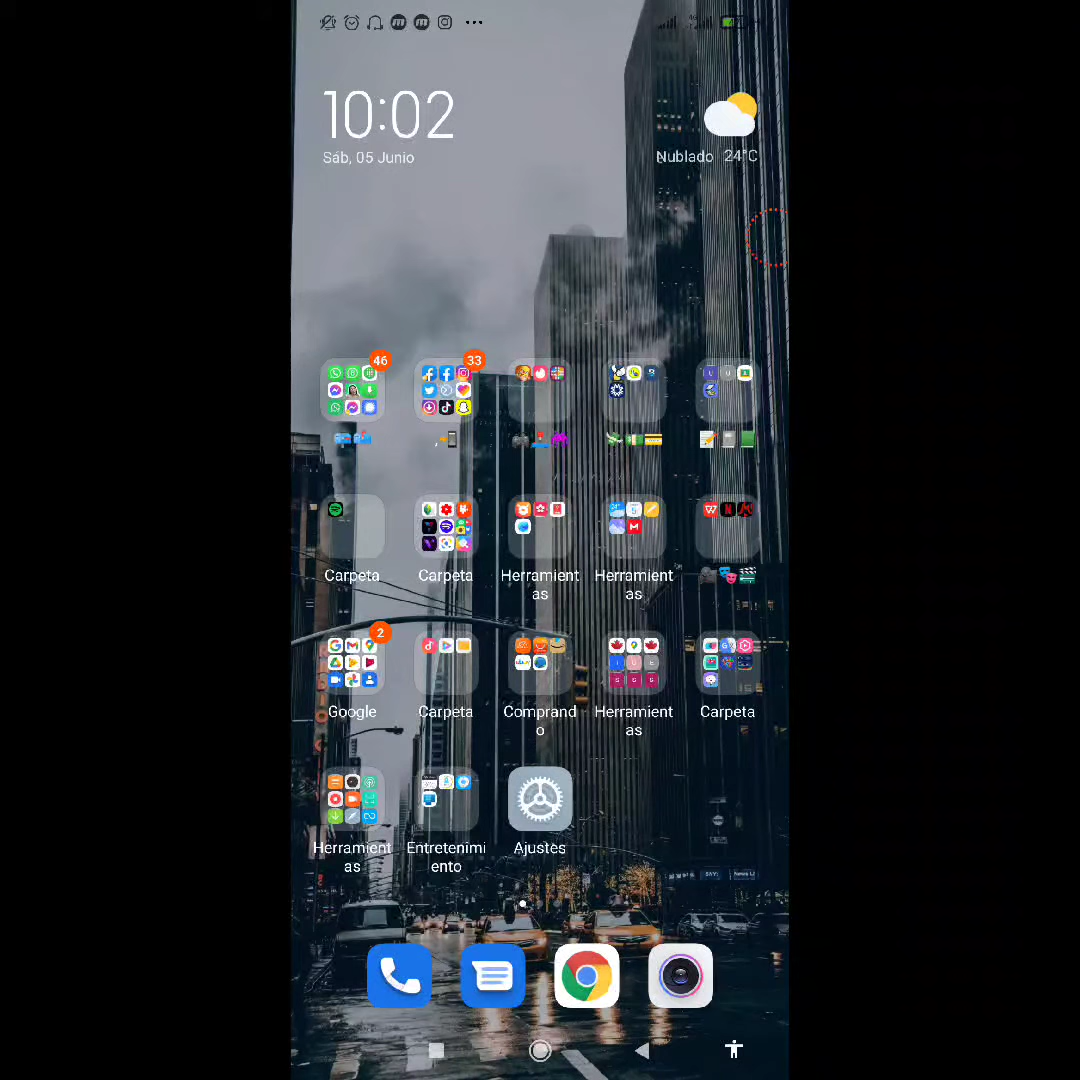 10:02
Sáb, 05 Junio
Nublado 24°C
46
33
Carpeta
Carpeta
Herramient
as
Herramient
as
2
Google
Carpeta
Comprand
o
Herramient
as
Carpeta
Herramient
as
Entretenimi
ento
Ajustes